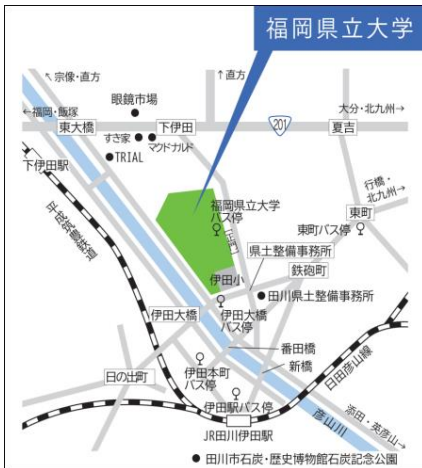 福岡県立大学
↖宗像・直方
↑直方
眼鏡市場
←福岡・飯塚
大分・北九州→
201
東大橋
下伊田
夏吉
すき家
マクドナルド
TRIAL
下伊田駅
行橋・
北九州→
平成筑豊鉄道
福岡県立大学
バス停
正門
東町
東町バス停
県土整備事務所
伊田小
鉄砲町
田川県土整備事務所
伊田大橋
伊田大橋
バス停
番田橋
新橋
日田彦山線
伊田本町
バス停
日の出町
伊田駅バス停
彦山川
添田・英彦山→
JR田川伊田駅
田川市石炭・歴史博物館石炭記念公園